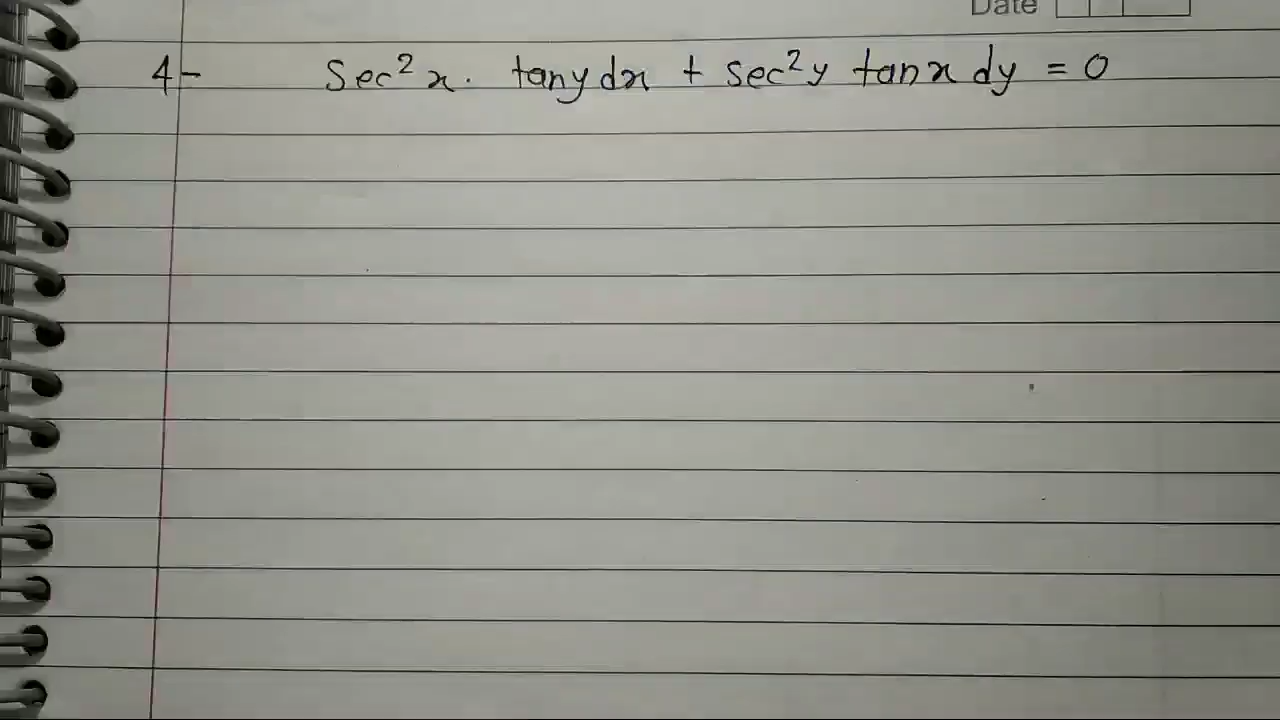 Date
4- Sec²x. tany dx + sec²y tanx dy = 0